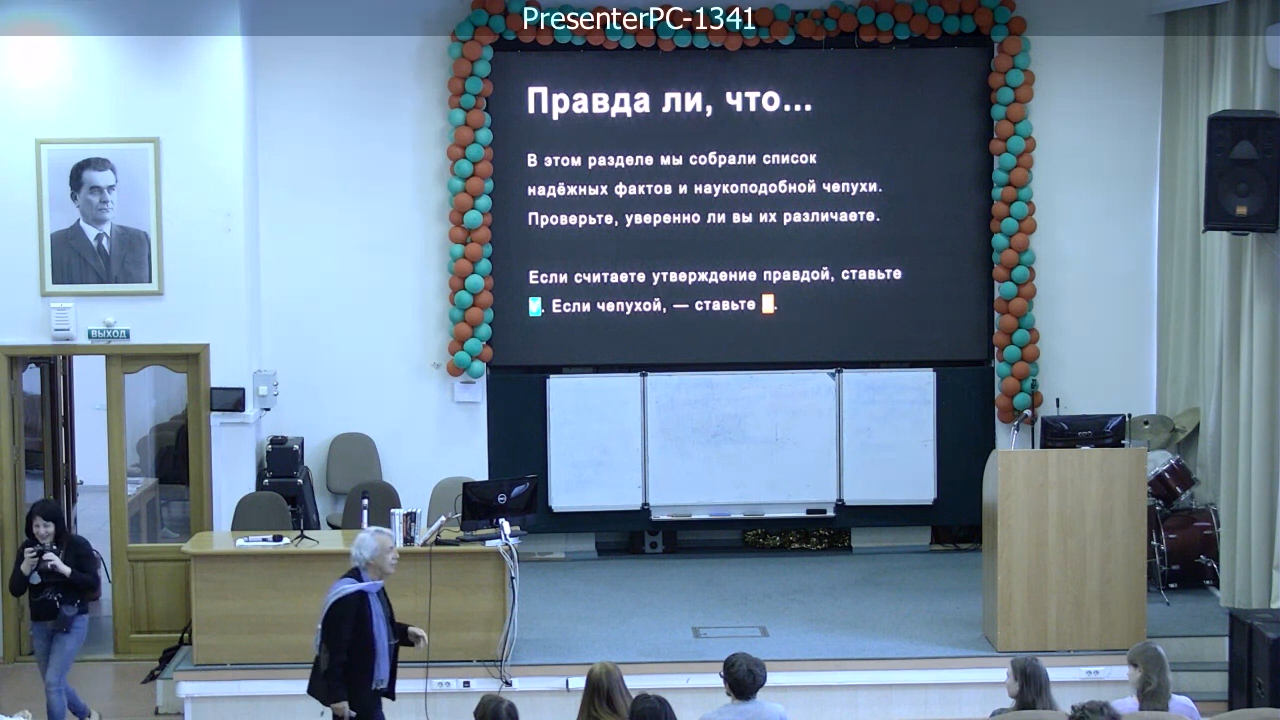 PresenterPC-1341
Правда ли, что...
В этом разделе мы собрали список
надёжных фактов и наукоподобной чепухи.
Проверьте, уверенно ли вы их различаете.
Если считаете утверждение правдой, ставьте
. Если чепухой, — ставьте .
ВЫХОД
DELL